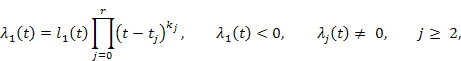 λ₁(t) = l₁(t) ∏_{j=0}^{r} (t − t_j)^{k_j}, λ₁(t) < 0, λ_j(t) ≠ 0, j ≥ 2,